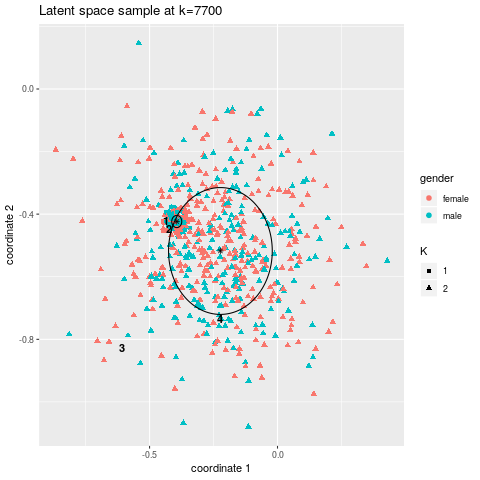 Latent space sample at k=7700
coordinate 2
0.0
-0.4
-0.8
1
2
3
4
-0.5
0.0
coordinate 1
gender
female
male
K
1
2